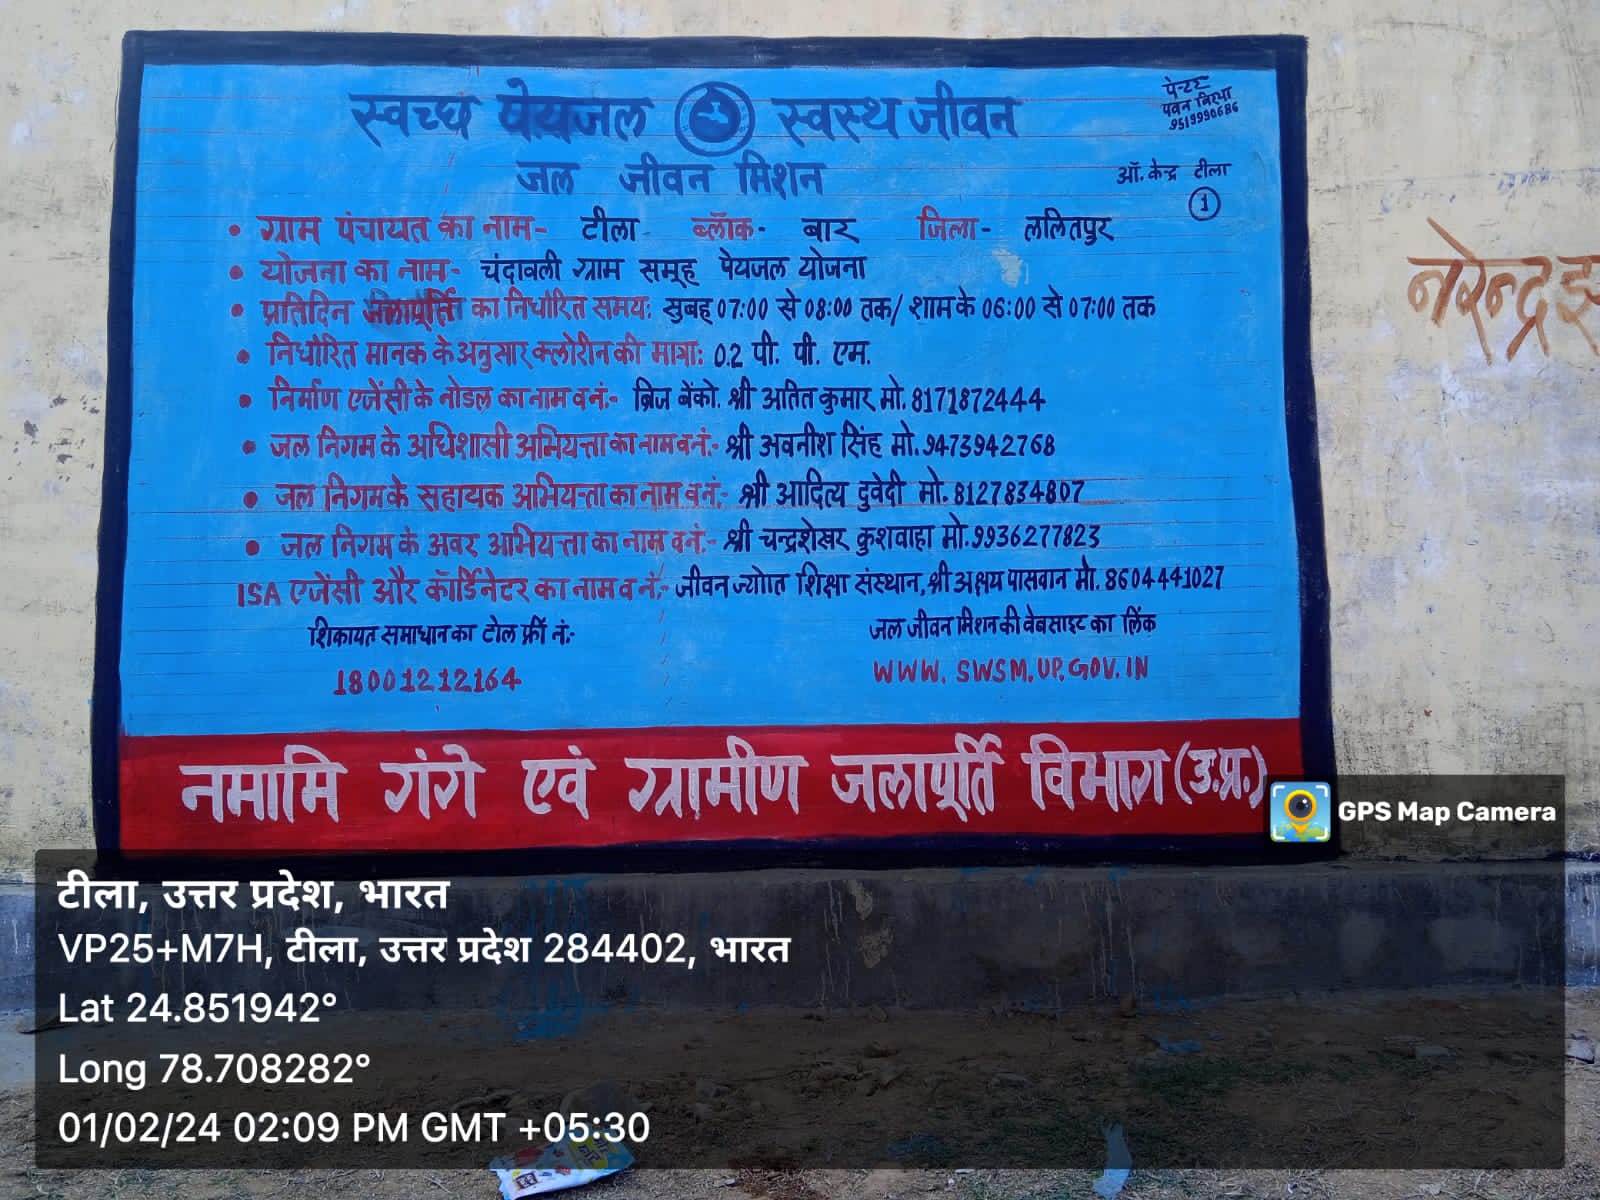 स्वच्छ पेयजल स्वस्थ जीवन
पेन्टर
पवन विरधा
9519990686
जल जीवन मिशन
ऑ. केन्द्र टीला
1
• ग्राम पंचायत का नाम- टीला ब्लॉक- बार जिला- ललितपुर
• योजना का नाम- चंदावली ग्राम समूह पेयजल योजना
• प्रतिदिन जलापूर्ति का निर्धारित समय: सुबह 07:00 से 08:00 तक/ शाम के 06:00 से 07:00 तक
• निर्धारित मानक के अनुसार क्लोरीन की मात्रा: 0.2 पी. पी. एम.
• निर्माण एजेंसी के नोडल का नाम व नं:- ब्रिज बेंको. श्री अतित कुमार मो. 8171872444
• जल निगम के अधिशासी अभियत्ता का नाम व नं:- श्री अवनीश सिंह मो. 9473942768
• जल निगम के सहायक अभियन्ता का नाम व नं:- श्री आदित्य दुवेदी मो. 8127834807
• जल निगम के अवर अभियत्ता का नाम व नं:- श्री चन्द्रशेखर कुशवाहा मो. 9936277823
ISA एजेंसी और कॉर्डिनेटर का नाम व नं:- जीवन ज्योति शिक्षा संस्थान, श्री अक्षय पासवान मो. 8604441027
शिकायत समाधान का टोल फ्री नं:-
जल जीवन मिशन की वेबसाइट का लिंक
18001212164
WWW. SWSM.UP.GOV.IN
नमामि गंगे एवं ग्रामीण जलापूर्ति विभाग (उ.प्र.)
GPS Map Camera
टीला, उत्तर प्रदेश, भारत
VP25+M7H, टीला, उत्तर प्रदेश 284402, भारत
Lat 24.851942°
Long 78.708282°
01/02/24 02:09 PM GMT +05:30